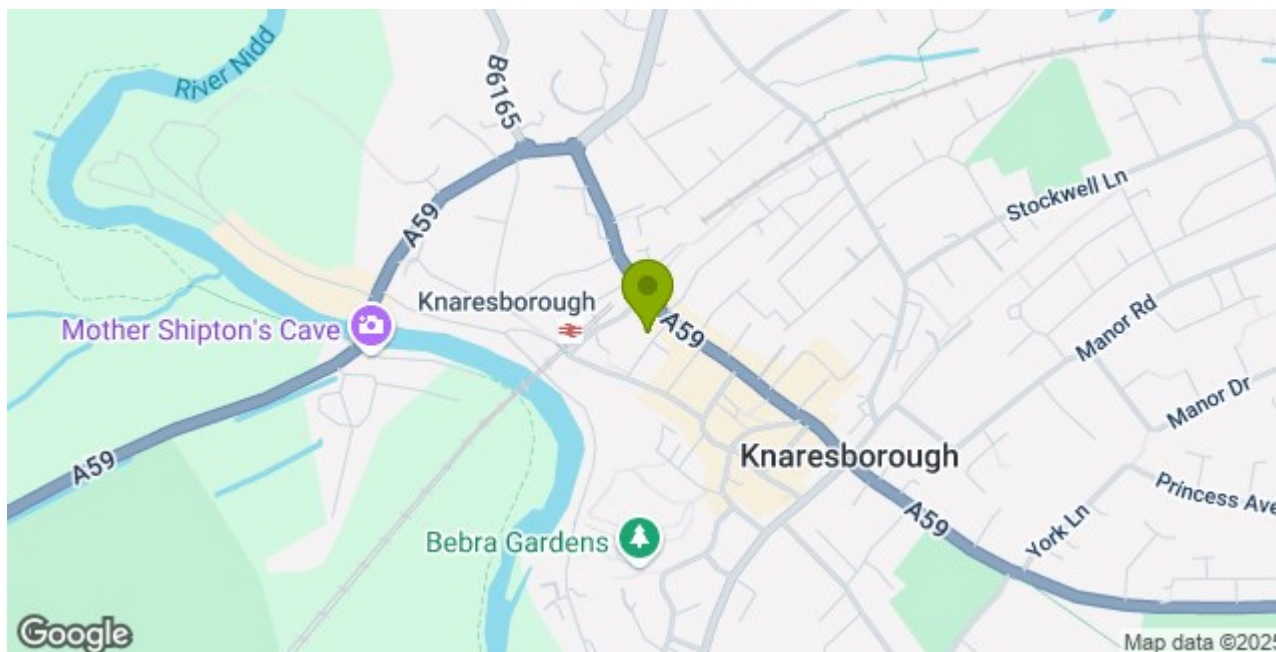 River Nidd
B6165
Stockwell Ln
A59
Knaresborough
Manor Rd
Mother Shipton's Cave
A59
Manor Dr
A59
Knaresborough
Princess Ave
A59
Bebra Gardens
York Ln
Google
Map data ©2025